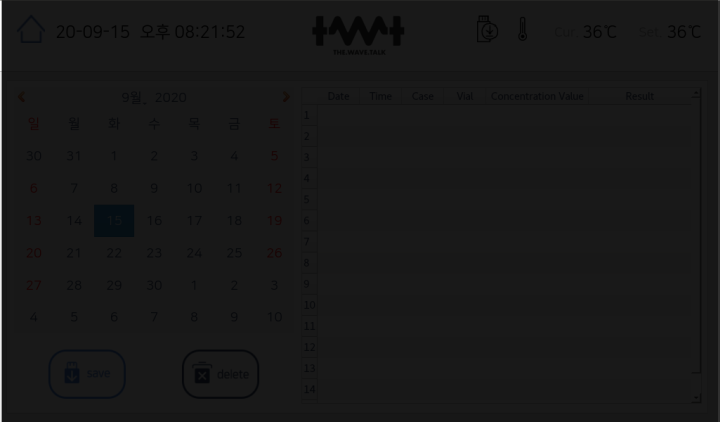 20-09-15 오후 08:21:52
THE.WAVE.TALK
Cur. 36℃ Set. 36℃
9월, 2020
일 월 화 수 목 금 토
30 31 1 2 3 4 5
6 7 8 9 10 11 12
13 14 15 16 17 18 19
20 21 22 23 24 25 26
27 28 29 30 1 2 3
4 5 6 7 8 9 10
save delete
Date Time Case Vial Concentration Value Result
1
2
3
4
5
6
7
8
9
10
11
12
13
14